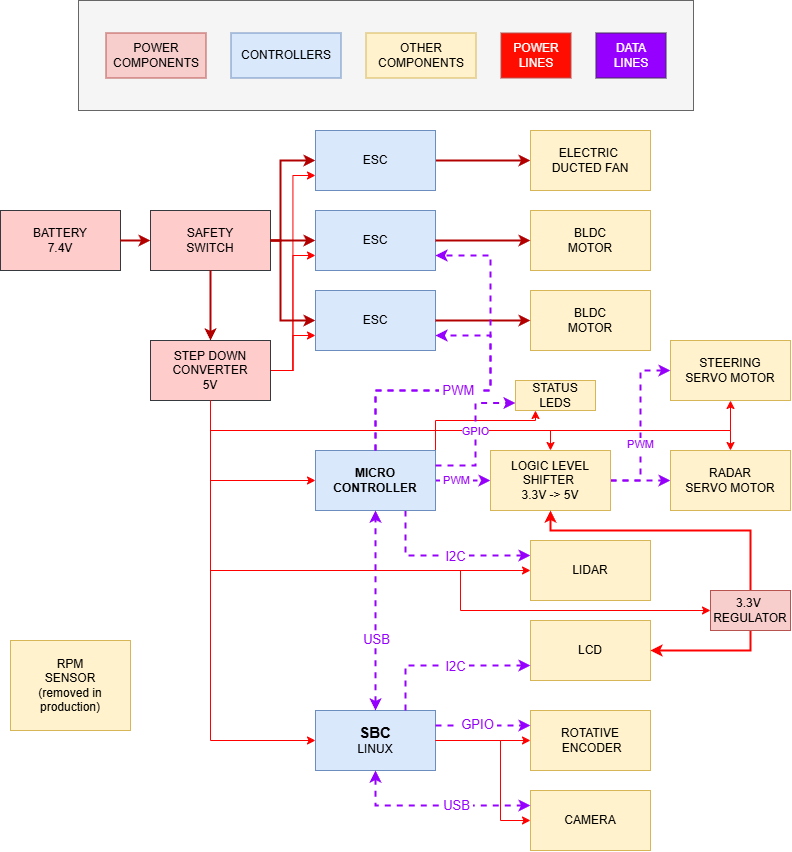 POWER
COMPONENTS
CONTROLLERS
OTHER
COMPONENTS
POWER
LINES
DATA
LINES
ESC
ELECTRIC
DUCTED FAN
BATTERY
7.4V
SAFETY
SWITCH
ESC
BLDC
MOTOR
ESC
BLDC
MOTOR
STEP DOWN
CONVERTER
5V
STEERING
SERVO MOTOR
PWM
STATUS
LEDS
GPIO
PWM
MICRO
CONTROLLER
PWM
LOGIC LEVEL
SHIFTER
3.3V -> 5V
RADAR
SERVO MOTOR
I2C
LIDAR
3.3V
REGULATOR
USB
LCD
I2C
RPM
SENSOR
(removed in
production)
SBC
LINUX
GPIO
ROTATIVE
ENCODER
USB
CAMERA